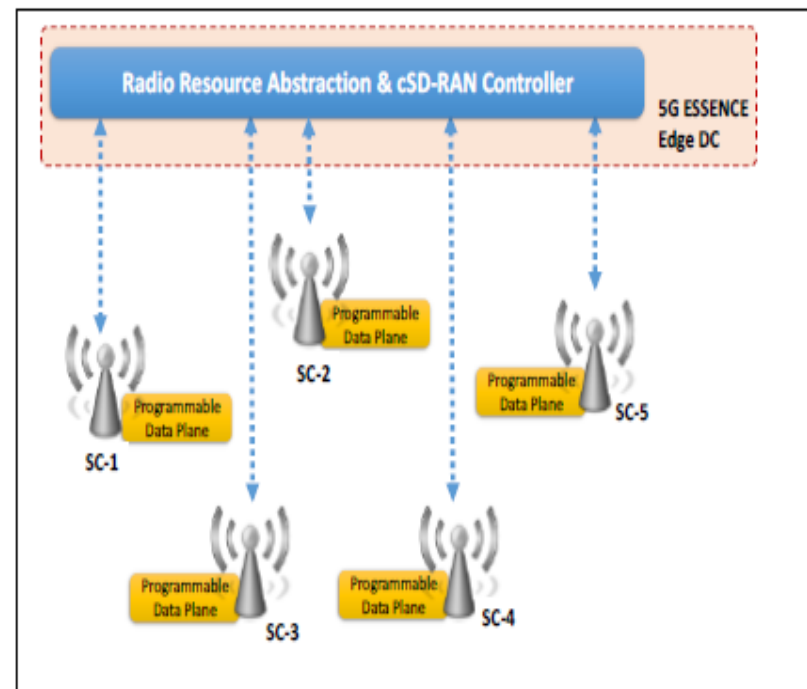 Radio Resource Abstraction & cSD-RAN Controller
5G ESSENCE
Edge DC
Programmable
Data Plane
SC-2
Programmable
Data Plane
SC-1
Programmable
Data Plane
SC-5
Programmable
Data Plane
SC-3
Programmable
Data Plane
SC-4